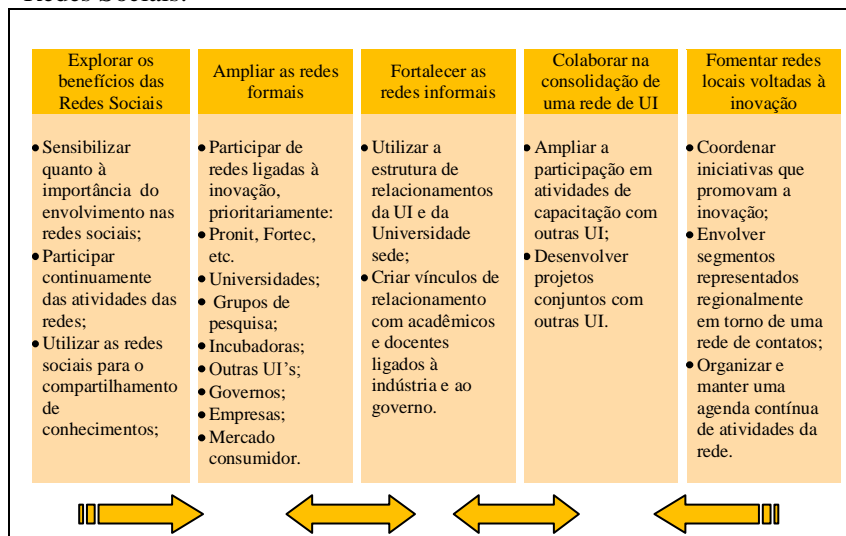 Redes Sociais.
Explorar os
benefícios das
Redes Sociais
• Sensibilizar
quanto à
importância do
envolvimento nas
redes sociais;
• Participar
continuamente
das atividades das
redes;
• Utilizar as redes
sociais para o
compartilhamento
de
conhecimentos;
Ampliar as redes
formais
• Participar de
redes ligadas à
inovação,
prioritariamente:
• Pronit, Fortec,
etc.
• Universidades;
• Grupos de
pesquisa;
• Incubadoras;
• Outras UI's;
• Governos;
• Empresas;
• Mercado
consumidor.
Fortalecer as
redes informais
• Utilizar a
estrutura de
relacionamentos
da UI e da
Universidade
sede;
• Criar vínculos de
relacionamento
com acadêmicos
e docentes
ligados à
indústria e ao
governo.
Colaborar na
consolidação de
uma rede de UI
• Ampliar a
participação em
atividades de
capacitação com
outras UI;
• Desenvolver
projetos
conjuntos com
outras UI.
Fomentar redes
locais voltadas à
inovação
• Coordenar
iniciativas que
promovam a
inovação;
• Envolver
segmentos
representados
regionalmente
em torno de uma
rede de contatos;
• Organizar e
manter uma
agenda contínua
de atividades da
rede.